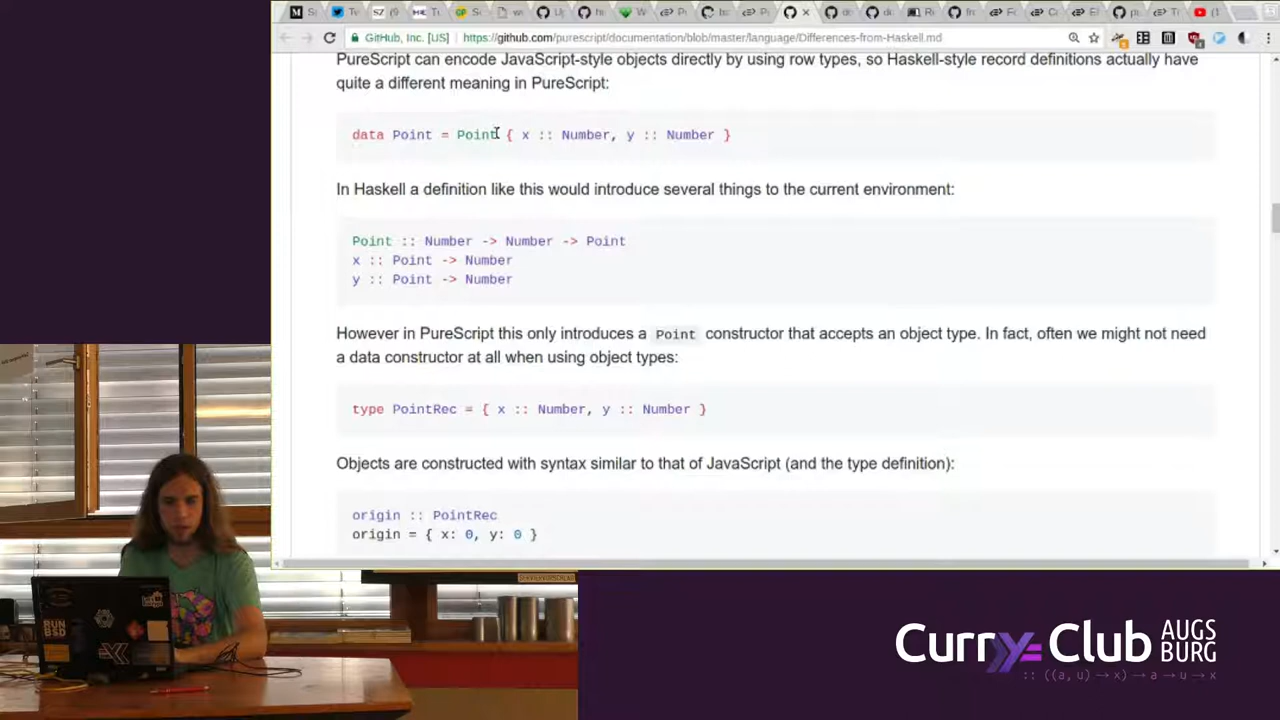 GitHub, Inc. [US]
https://github.com/purescript/documentation/blob/master/language/Differences-from-Haskell.md
PureScript can encode JavaScript-style objects directly by using row types, so Haskell-style record definitions actually have
quite a different meaning in PureScript:
data Point = Point { x :: Number, y :: Number }
In Haskell a definition like this would introduce several things to the current environment:
Point :: Number -> Number -> Point
x :: Point -> Number
y :: Point -> Number
However in PureScript this only introduces a Point constructor that accepts an object type. In fact, often we might not need
a data constructor at all when using object types:
type PointRec = { x :: Number, y :: Number }
Objects are constructed with syntax similar to that of JavaScript (and the type definition):
origin :: PointRec
origin = { x: 0, y: 0 }
RUN
BSD
Curry Club AUGS
BURG
:: ((a, u) → x) → a → u → x